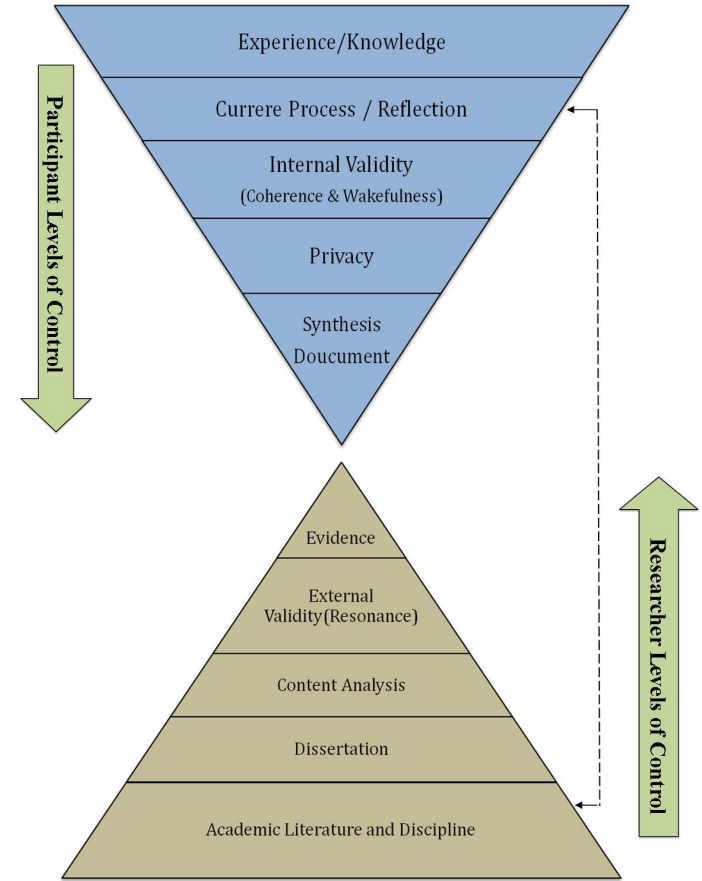 Experience/Knowledge
Currere Process / Reflection
Internal Validity
(Coherence & Wakefulness)
Privacy
Synthesis
Doucument
Participant Levels of Control
Evidence
External
Validity(Resonance)
Content Analysis
Dissertation
Academic Literature and Discipline
Researcher Levels of Control